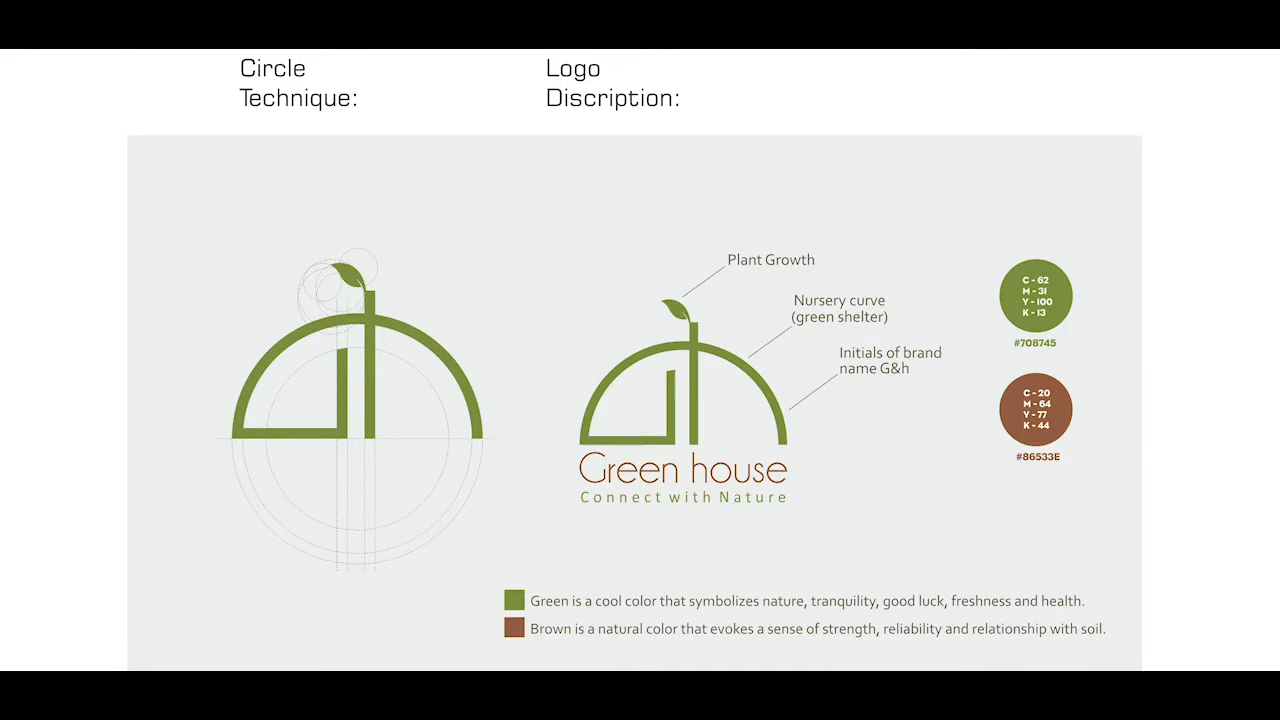 Circle
Technique:
Logo
Discription:
Plant Growth
Nursery curve
(green shelter)
Initials of brand
name G&h
Green house
Connect with Nature
C - 62
M - 31
Y - 100
K - 13
#708745
C - 20
M - 64
Y - 77
K - 44
#86533E
Green is a cool color that symbolizes nature, tranquility, good luck, freshness and health.
Brown is a natural color that evokes a sense of strength, reliability and relationship with soil.